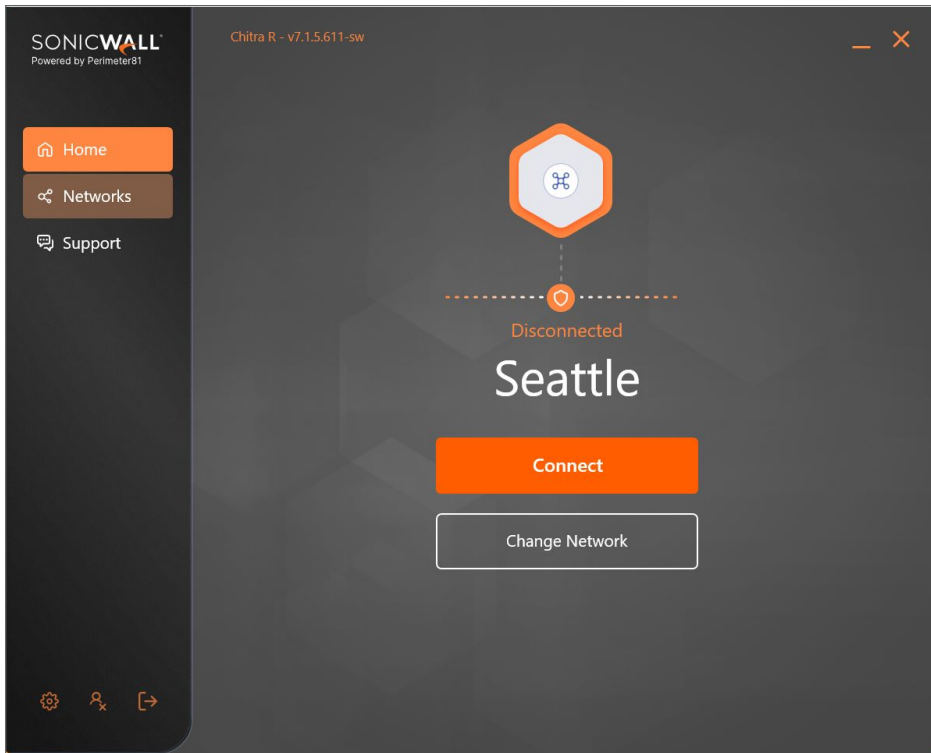 SONICWALL
Powered by Perimeter81
Chitra R - v7.1.5.611-sw
Home
Networks
Support
Disconnected
Seattle
Connect
Change Network